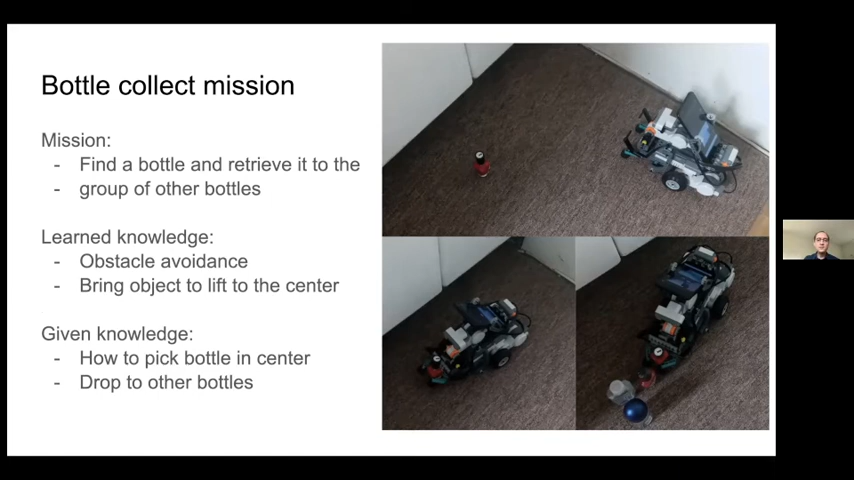 Bottle collect mission
Mission:
- Find a bottle and retrieve it to the
- group of other bottles
Learned knowledge:
- Obstacle avoidance
- Bring object to lift to the center
Given knowledge:
- How to pick bottle in center
- Drop to other bottles